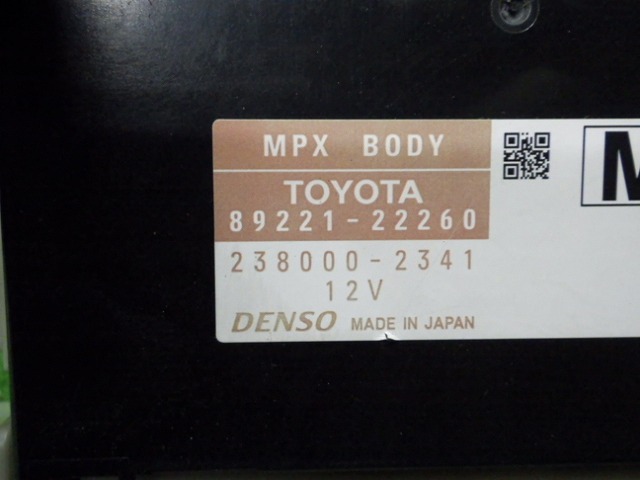 MPX BODY
TOYOTA
89221-22260
238000-2341
12V
DENSO MADE IN JAPAN
M